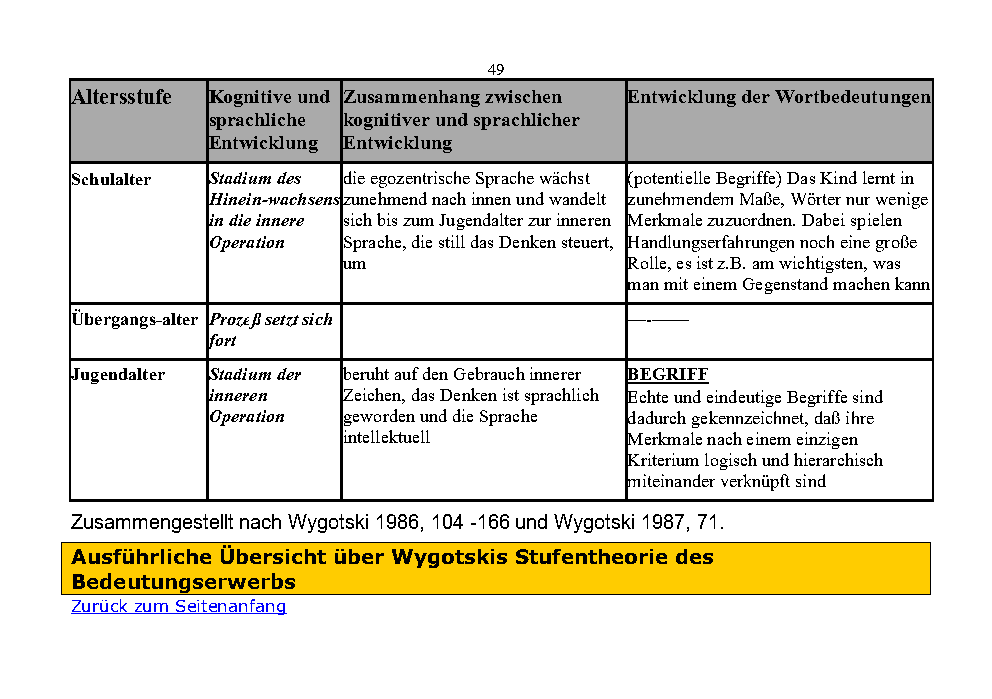 49
Altersstufe
Kognitive und
sprachliche
Entwicklung
Zusammenhang zwischen
kognitiver und sprachlicher
Entwicklung
Entwicklung der Wortbedeutungen
Schulalter
Stadium des
Hinein-wachsens
in die innere
Operation
die egozentrische Sprache wächst
zunehmend nach innen und wandelt
sich bis zum Jugendalter zur inneren
Sprache, die still das Denken steuert,
um
(potentielle Begriffe) Das Kind lernt in
zunehmendem Maße, Wörter nur wenige
Merkmale zuzuordnen. Dabei spielen
Handlungserfahrungen noch eine große
Rolle, es ist z.B. am wichtigsten, was
man mit einem Gegenstand machen kann
Übergangs-alter
Prozeß setzt sich
fort
—-——
Jugendalter
Stadium der
inneren
Operation
beruht auf den Gebrauch innerer
Zeichen, das Denken ist sprachlich
geworden und die Sprache
intellektuell
BEGRIFF
Echte und eindeutige Begriffe sind
dadurch gekennzeichnet, daß ihre
Merkmale nach einem einzigen
Kriterium logisch und hierarchisch
miteinander verknüpft sind
Zusammengestellt nach Wygotski 1986, 104 -166 und Wygotski 1987, 71.
Ausführliche Übersicht über Wygotskis Stufentheorie des
Bedeutungserwerbs
Zurück zum Seitenanfang